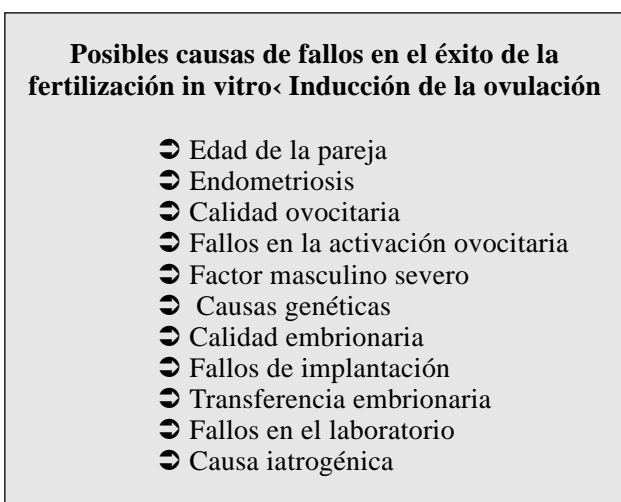 Posibles causas de fallos en el éxito de la
fertilización in vitro‹ Inducción de la ovulación
➲ Edad de la pareja
➲ Endometriosis
➲ Calidad ovocitaria
➲ Fallos en la activación ovocitaria
➲ Factor masculino severo
➲ Causas genéticas
➲ Calidad embrionaria
➲ Fallos de implantación
➲ Transferencia embrionaria
➲ Fallos en el laboratorio
➲ Causa iatrogénica